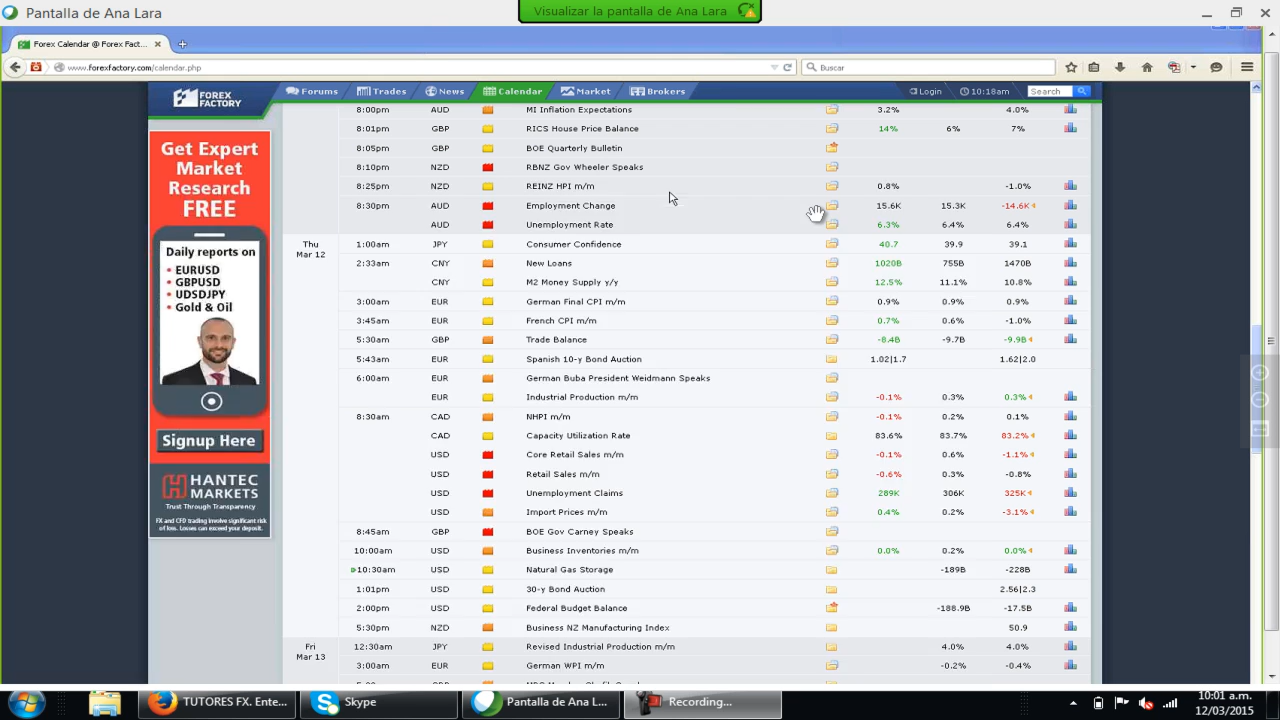 Pantalla de Ana Lara
Visualizar la pantalla de Ana Lara
Forex Calendar @ Forex Fact...
www.forexfactory.com/calendar.php
Buscar
FOREX FACTORY
Forums Trades News Calendar Market Brokers Login 10:18am Search
Get Expert
Market
Research
FREE
Daily reports on
• EURUSD
• GBPUSD
• UDSDJPY
• Gold & Oil
Signup Here
HANTEC
MARKETS
Trust Through Transparency
FX and CFD trading involve significant risk
of loss. Losses can exceed your deposit.
8:00pm AUD MI Inflation Expectations 3.2% 4.0%
8:01pm GBP RICS House Price Balance 14% 6% 7%
8:05pm GBP BOE Quarterly Bulletin
8:10pm NZD RBNZ Gov Wheeler Speaks
8:25pm NZD REINZ HPI m/m 0.8% -1.0%
8:30pm AUD Employment Change 15.6K 15.3K -14.6K
AUD Unemployment Rate 6.3% 6.4% 6.4%
Thu
Mar 12
1:00am JPY Consumer Confidence 40.7 39.9 39.1
2:33am CNY New Loans 1020B 755B 1470B
CNY M2 Money Supply y/y 12.5% 11.1% 10.8%
3:00am EUR German Final CPI m/m 0.9% 0.9% 0.9%
3:45am EUR French CPI m/m 0.7% 0.6% -1.0%
5:30am GBP Trade Balance -8.4B -9.7B -9.9B
5:43am EUR Spanish 10-y Bond Auction 1.02|1.7 1.62|2.0
6:00am EUR German Buba President Weidmann Speaks
EUR Industrial Production m/m -0.1% 0.3% 0.3%
8:30am CAD NHPI m/m -0.1% 0.2% 0.1%
CAD Capacity Utilization Rate 83.6% 83.7% 83.2%
USD Core Retail Sales m/m -0.1% 0.6% -1.1%
USD Retail Sales m/m -0.6% 0.3% -0.8%
USD Unemployment Claims 289K 306K 325K
USD Import Prices m/m 0.4% 0.2% -3.1%
8:45am GBP BOE Gov Carney Speaks
10:00am USD Business Inventories m/m 0.0% 0.2% 0.0%
10:30am USD Natural Gas Storage -189B -228B
1:01pm USD 30-y Bond Auction 2.56|2.3
2:00pm USD Federal Budget Balance -188.9B -17.5B
5:30pm NZD Business NZ Manufacturing Index 50.9
Fri
Mar 13
12:30am JPY Revised Industrial Production m/m 4.0% 4.0%
3:00am EUR German WPI m/m -0.2% -0.4%
TUTORES FX. Ente...
Skype
Pantalla de Ana L...
Recording...
10:01 a.m.
12/03/2015